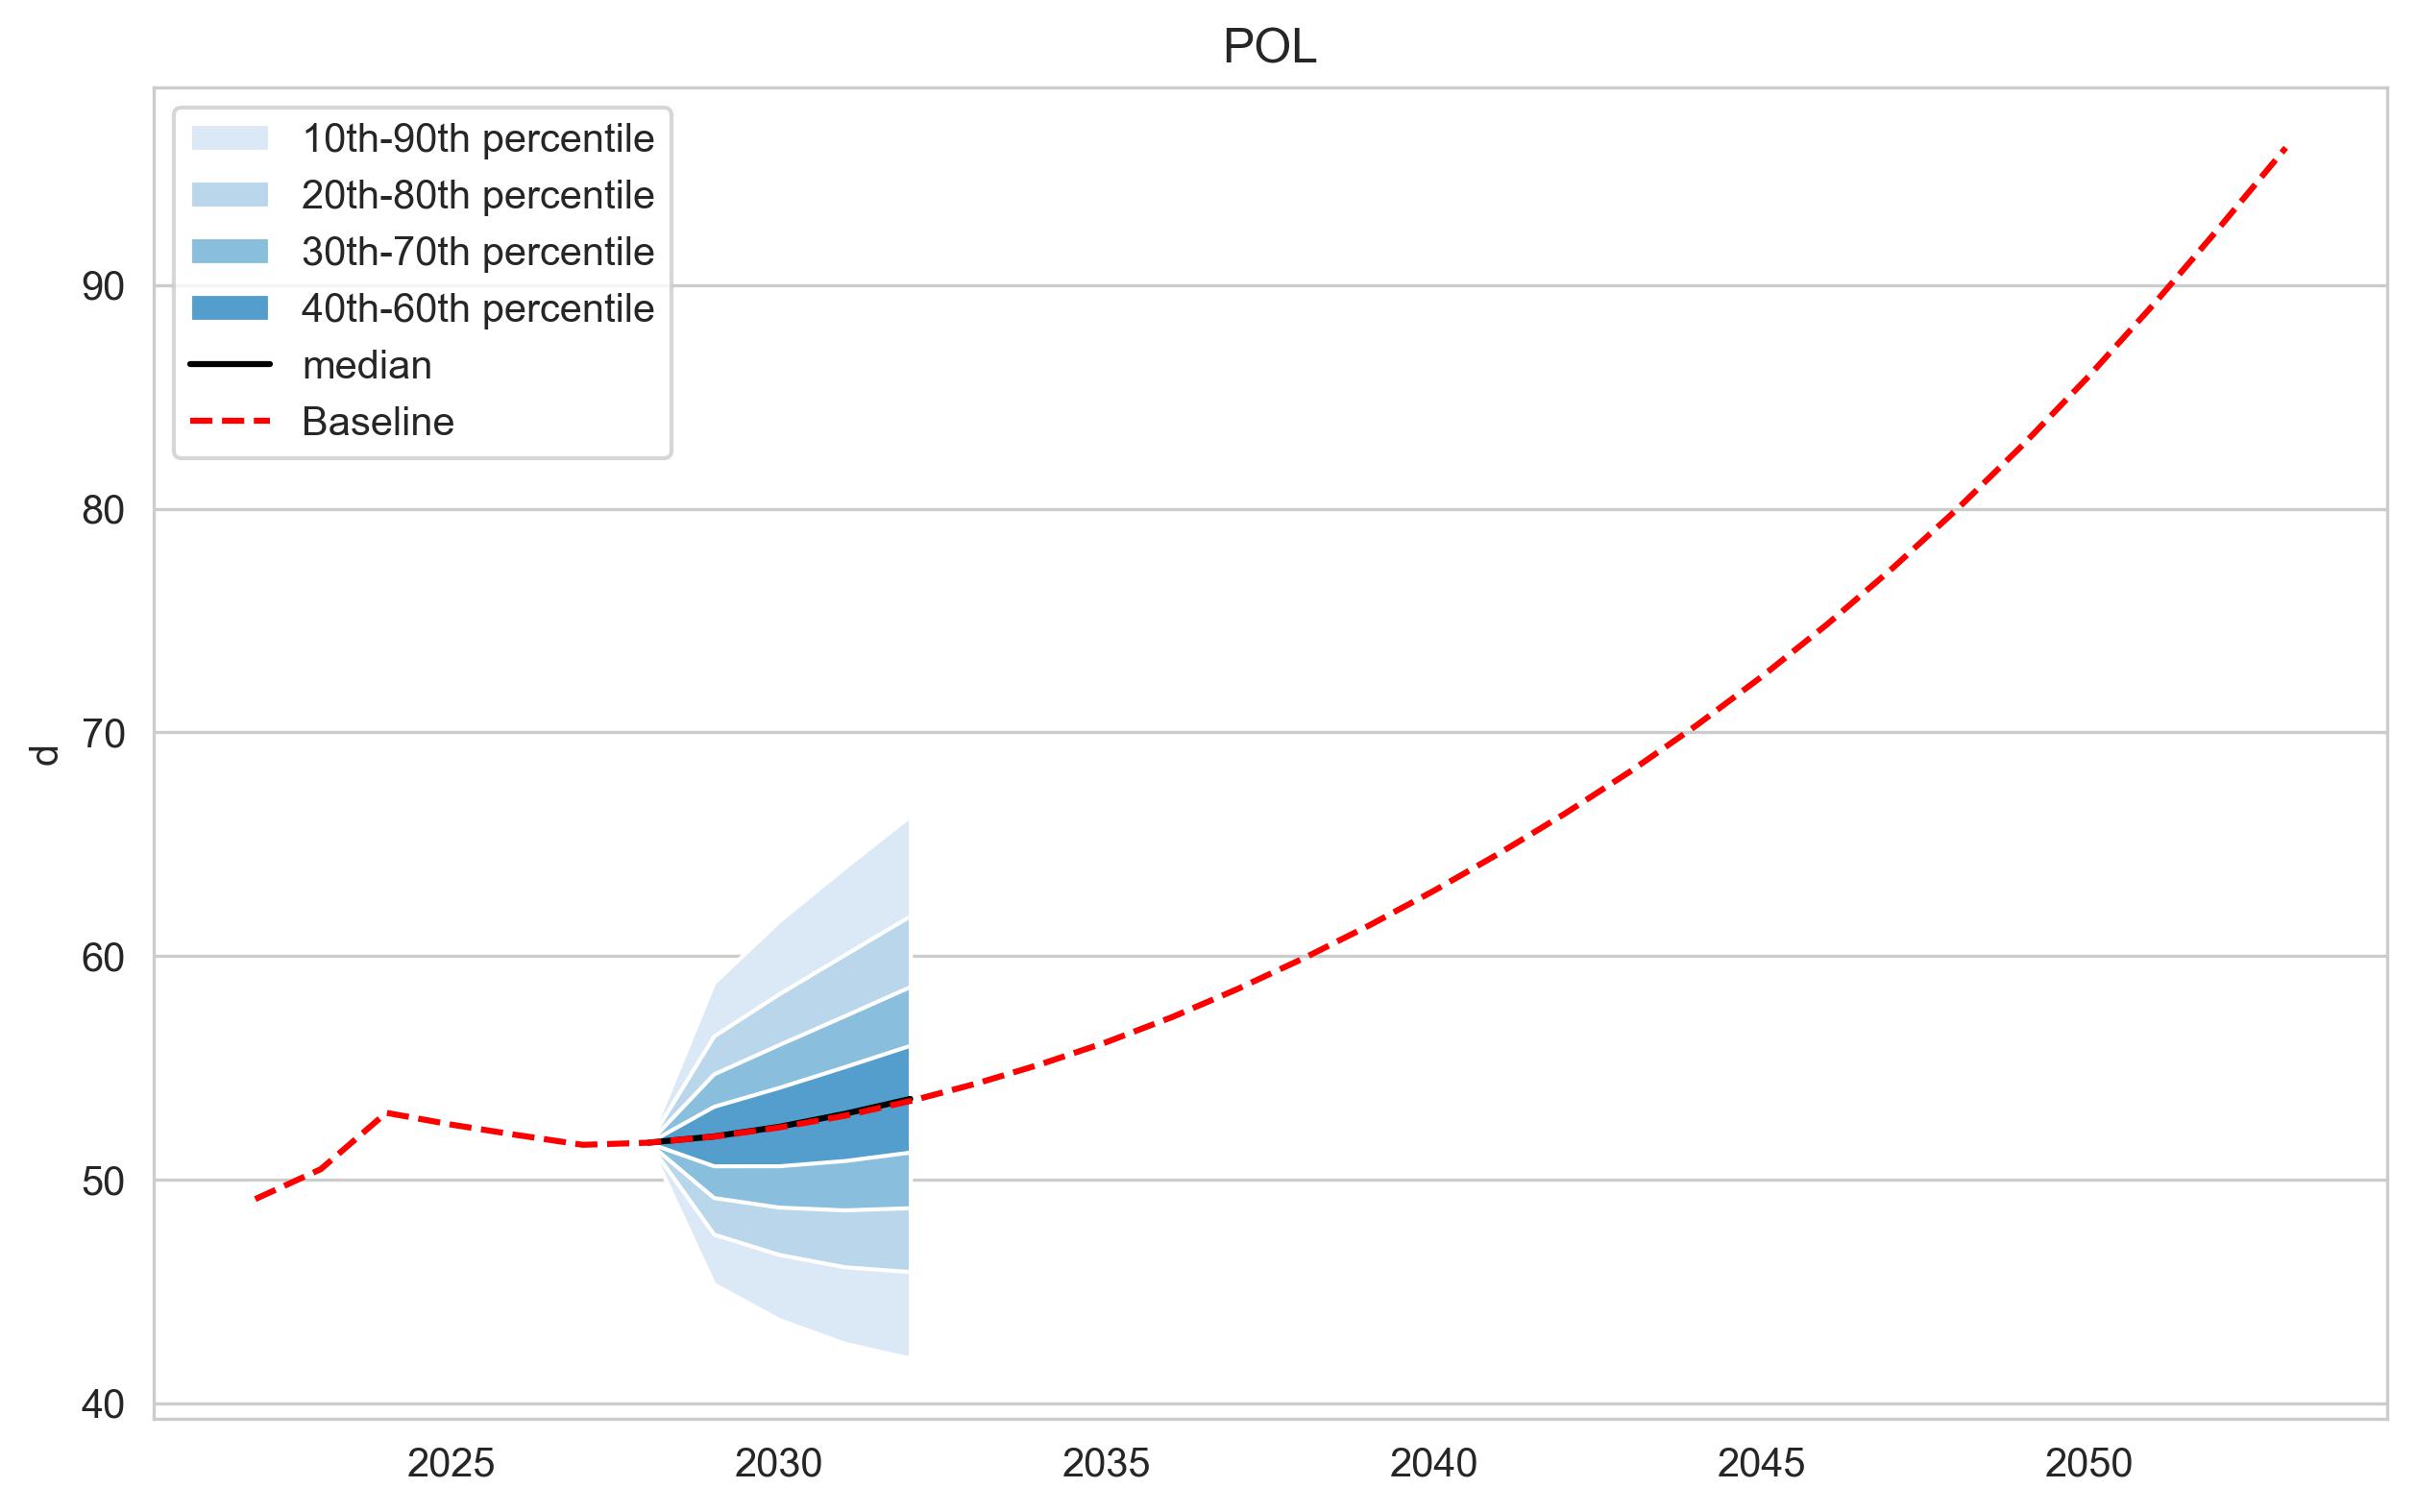 POL
10th-90th percentile
20th-80th percentile
30th-70th percentile
40th-60th percentile
median
Baseline
90
80
70
60
50
40
d
2025 2030 2035 2040 2045 2050